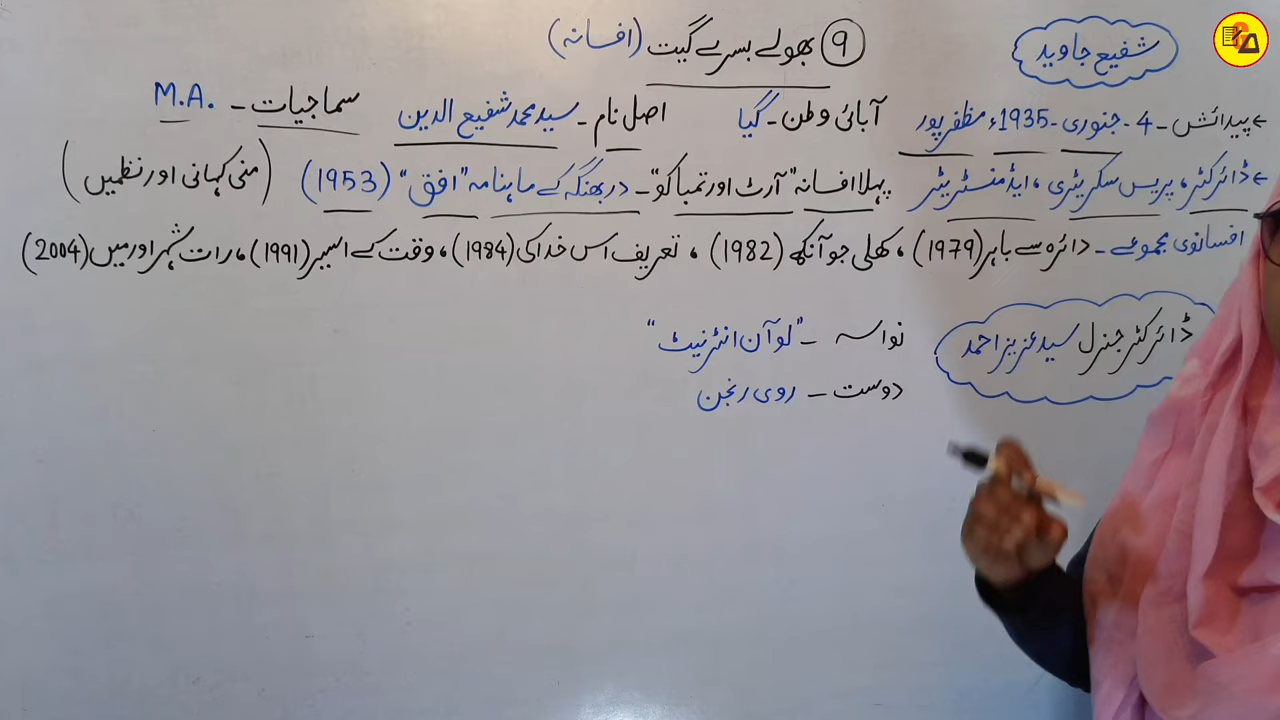 شفیع جاوید
۹ بھولے بسرے گیت (افسانہ)
پیدائش - 4 - جنوری - 1935ء مظفر پور
آبائی وطن - گیا
اصل نام - سید محمد شفیع الدین
سماجیات - M.A.
ڈائرکٹر، پریس سکریٹری، ایڈمنسٹریٹر
پہلا افسانہ "آرٹ اور تمباکو" - دربھنگہ کے ماہنامہ "افق" (1953)
(منی کہانی اور نظمیں)
افسانوی مجموعے - دائرہ سے باہر (1979)، کھلی جو آنکھ (1982)، تعریف اس خدا کی (1984)، وقت کے اسیر (1991)، رات شہر اور میں (2004)
ڈائرکٹر جنرل سید عزیز احمد
نواسہ - "لو آن انٹرنیٹ"
دوست - روی رنجن